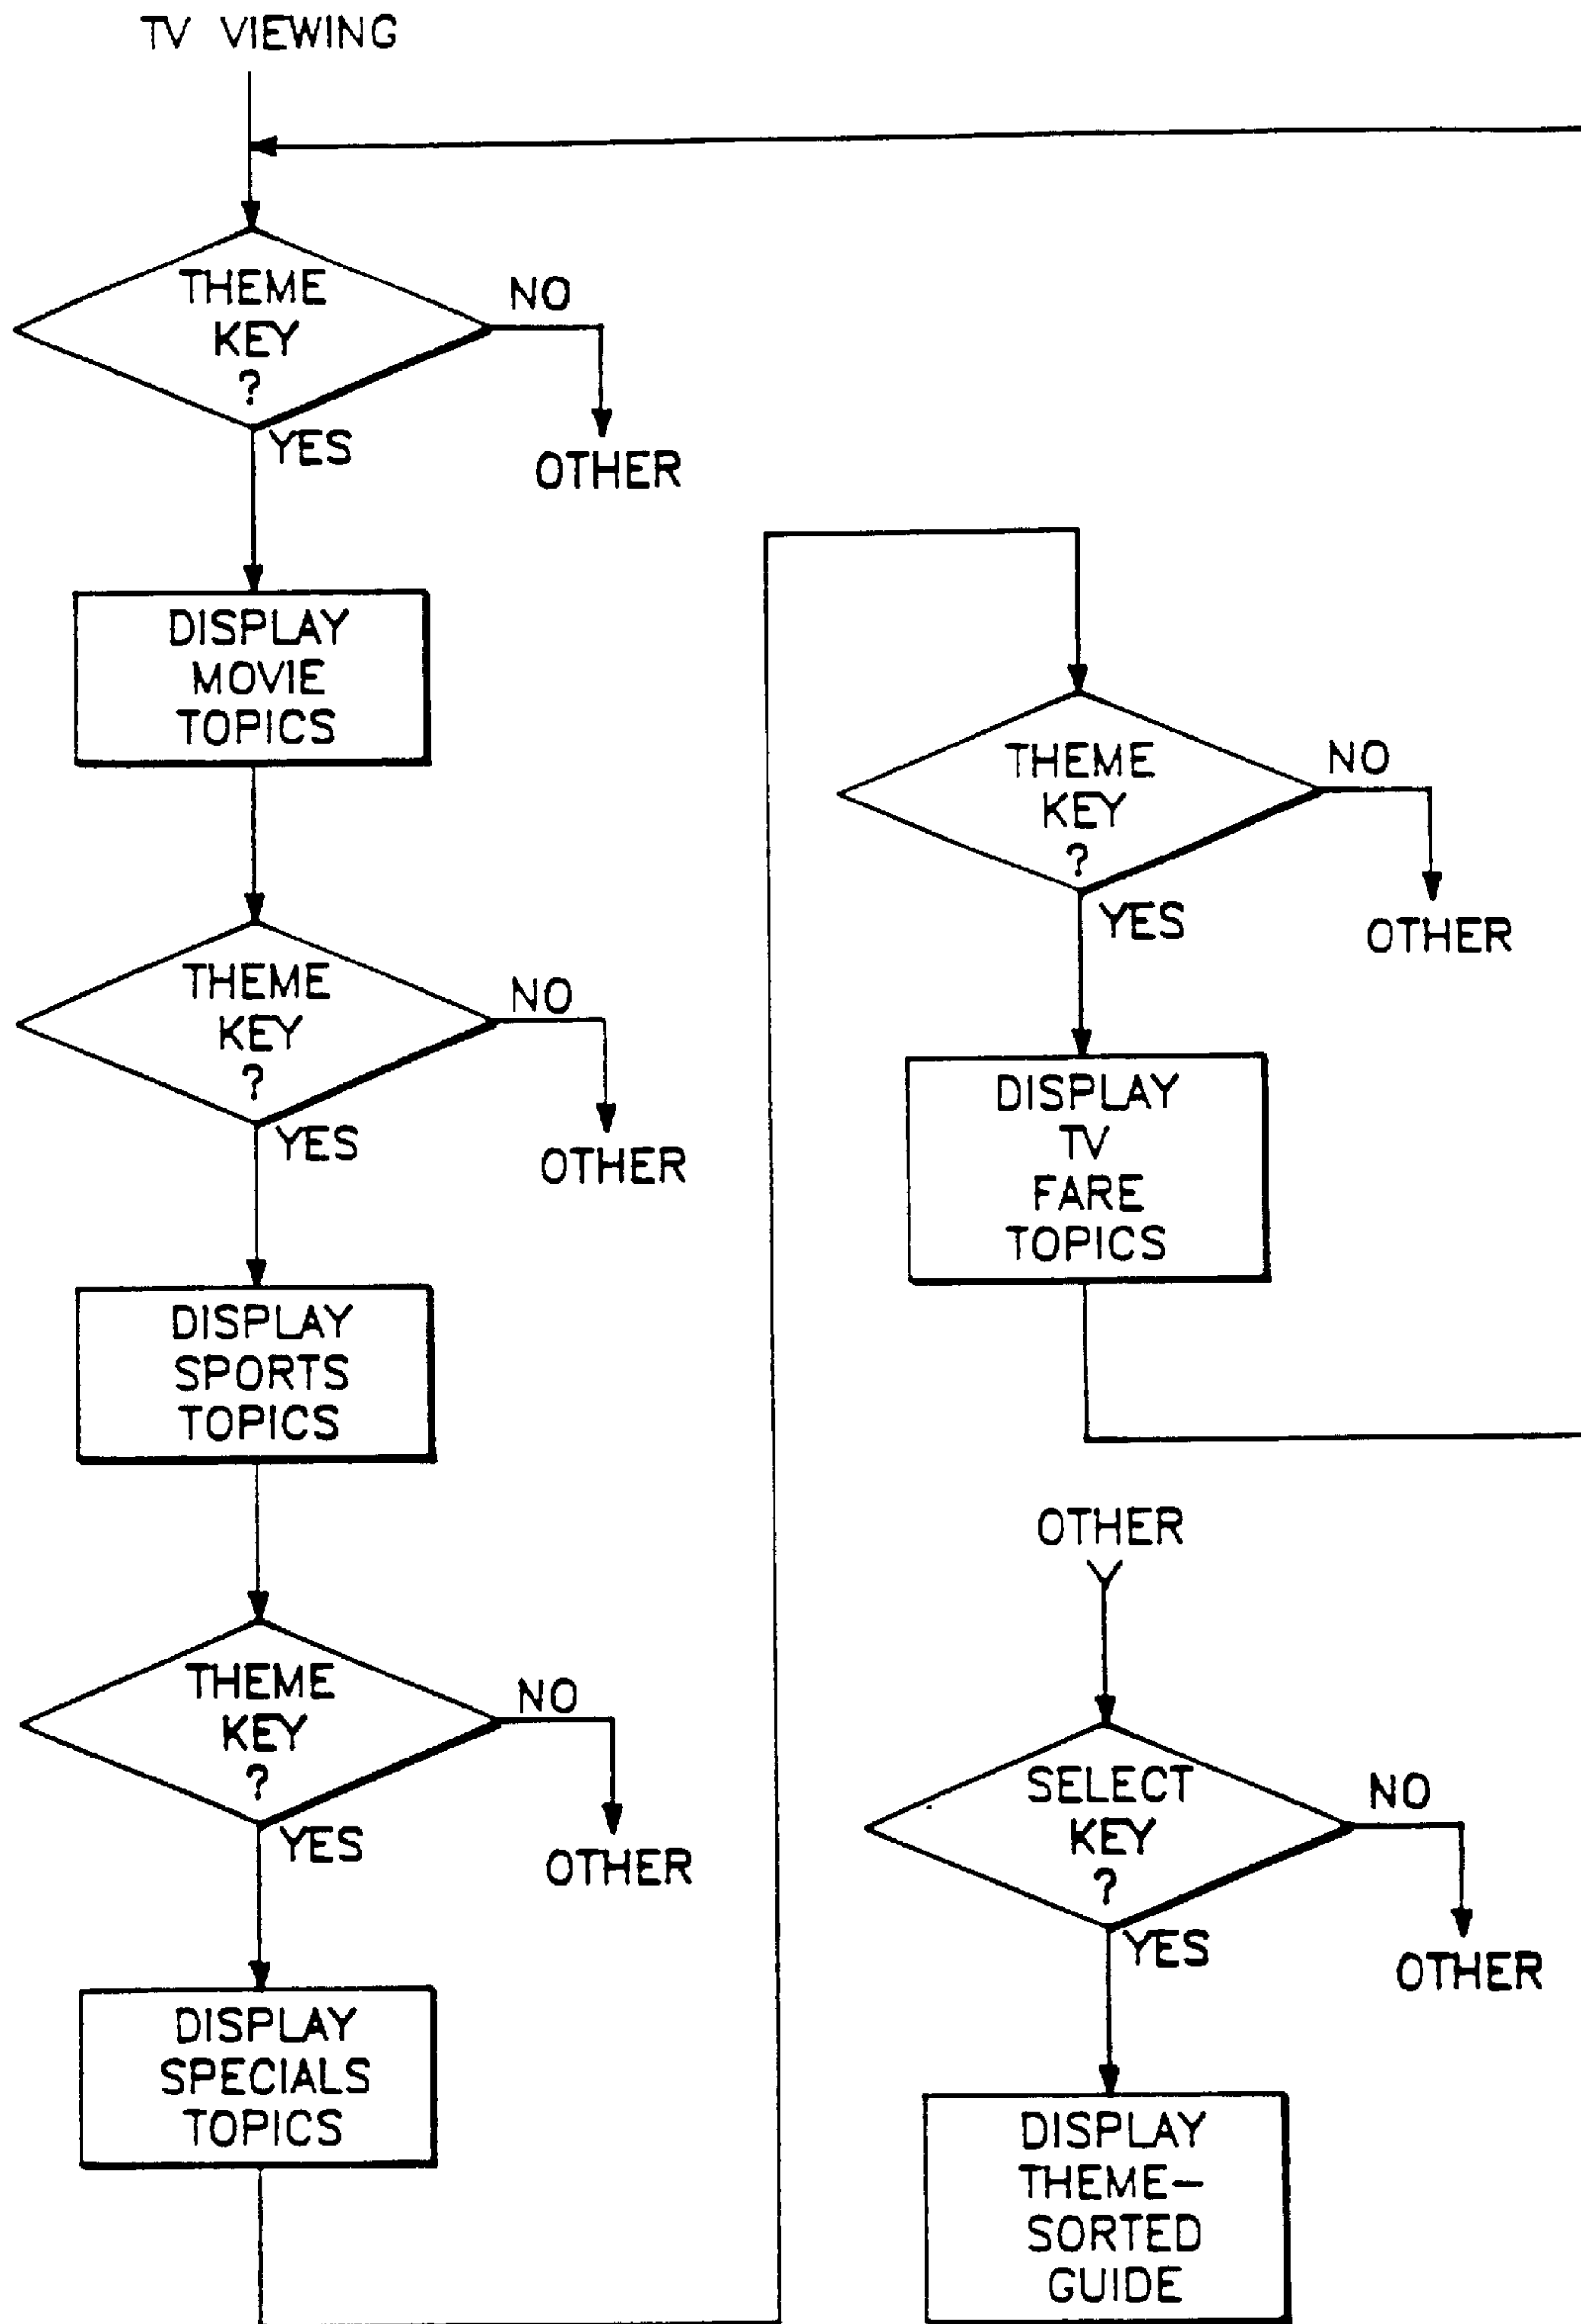 TV VIEWING
THEME
KEY
?
NO
YES
OTHER
DISPLAY
MOVIE
TOPICS
THEME
KEY
?
NO
YES
OTHER
DISPLAY
SPORTS
TOPICS
THEME
KEY
?
NO
YES
OTHER
DISPLAY
SPECIALS
TOPICS
THEME
KEY
?
NO
YES
OTHER
DISPLAY
TV
FARE
TOPICS
OTHER
SELECT
KEY
?
NO
YES
OTHER
DISPLAY
THEME-
SORTED
GUIDE